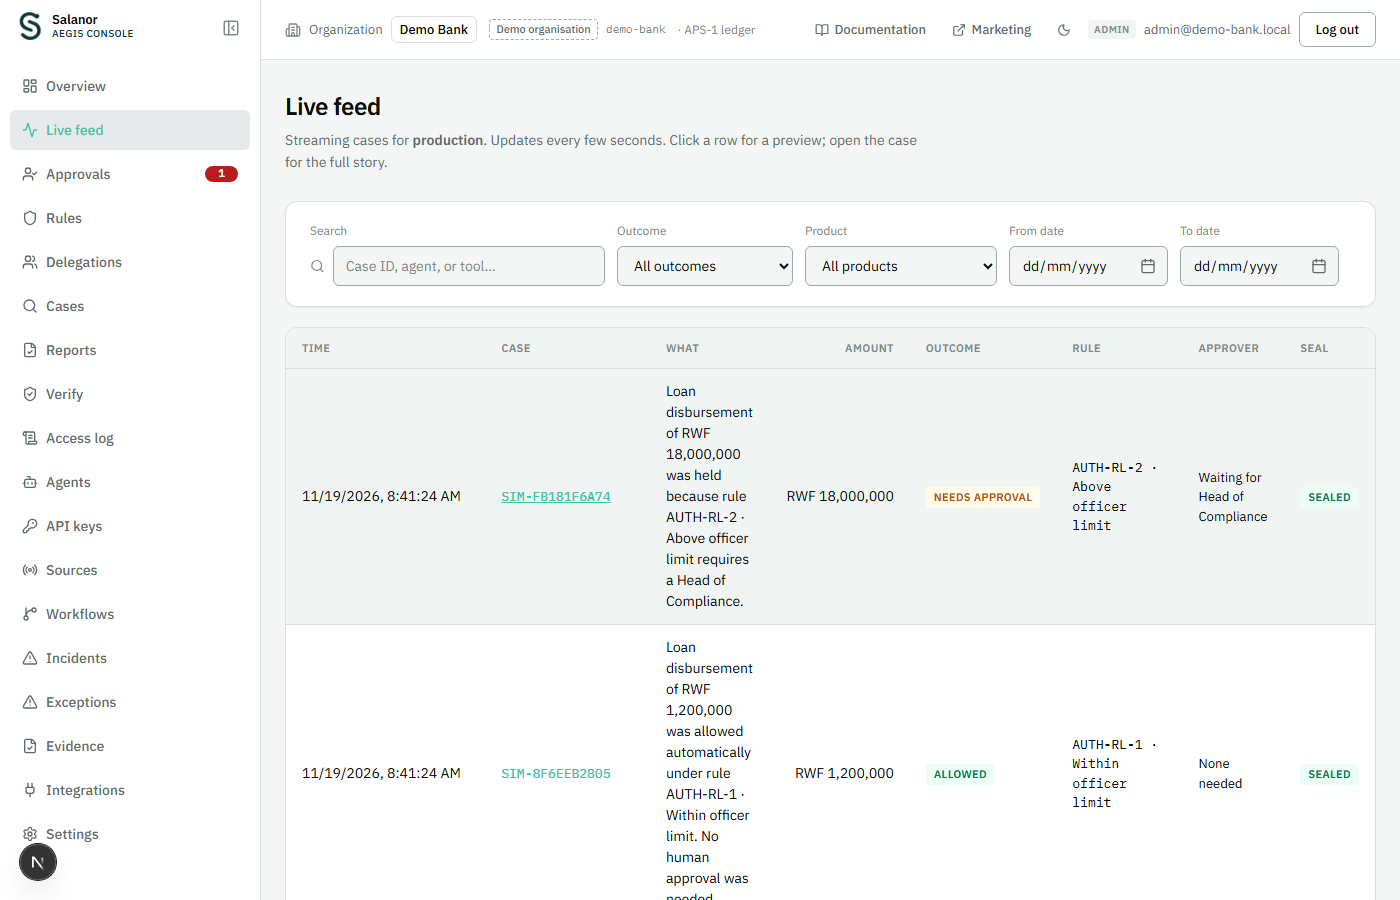 Salanor
AEGIS CONSOLE
Overview
Live feed
Approvals
1
Rules
Delegations
Cases
Reports
Verify
Access log
Agents
API keys
Sources
Workflows
Incidents
Exceptions
Evidence
Integrations
Settings
N
Organization
Demo Bank
Demo organisation
demo-bank
· APS-1 ledger
Documentation
Marketing
ADMIN
admin@demo-bank.local
Log out
Live feed
Streaming cases for production. Updates every few seconds. Click a row for a preview; open the case
for the full story.
Search
Outcome
Product
From date
To date
Case ID, agent, or tool...
All outcomes
All products
dd/mm/yyyy
dd/mm/yyyy
TIME
CASE
WHAT
AMOUNT
OUTCOME
RULE
APPROVER
SEAL
11/19/2026, 8:41:24 AM
SIM-FB181F6A74
Loan
disbursement
of RWF
18,000,000
was held
because rule
AUTH-RL-2 ·
Above officer
limit requires
a Head of
Compliance.
RWF 18,000,000
NEEDS APPROVAL
AUTH-RL-2 ·
Above
officer
limit
Waiting for
Head of
Compliance
SEALED
11/19/2026, 8:41:24 AM
SIM-8F6EEB2805
Loan
disbursement
of RWF
1,200,000
was allowed
automatically
under rule
AUTH-RL-1 ·
Within officer
limit. No
human
approval was
needed
RWF 1,200,000
ALLOWED
AUTH-RL-1 ·
Within
officer
limit
None
needed
SEALED